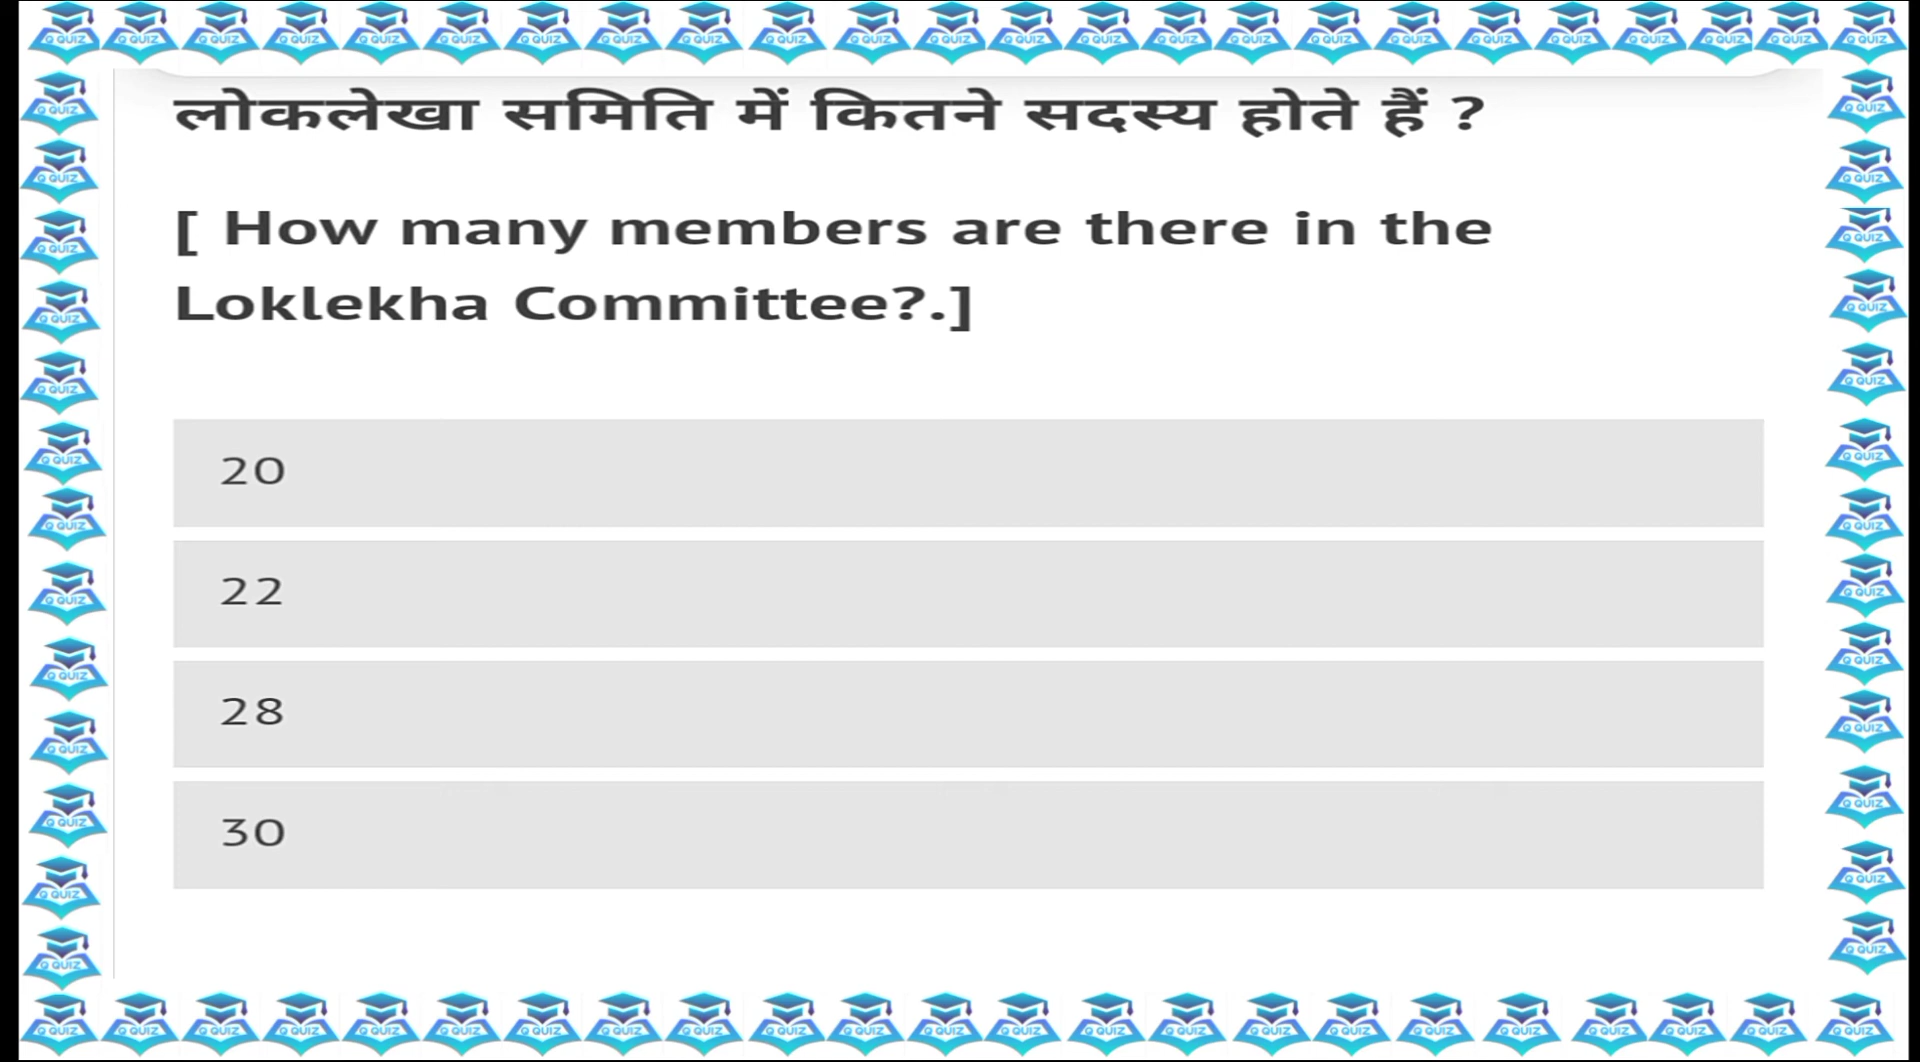 लोकलेखा समिति में कितने सदस्य होते हैं ?
[ How many members are there in the
Loklekha Committee?.]
20
22
28
30